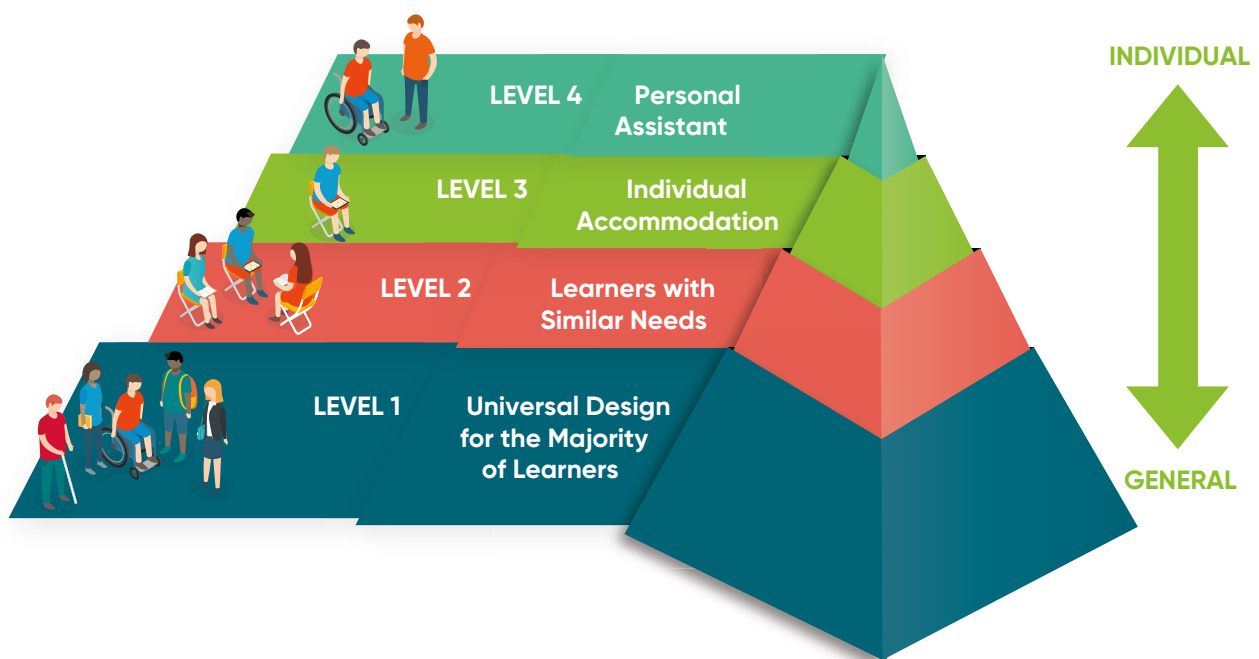 INDIVIDUAL
LEVEL 4
Personal
Assistant
LEVEL 3
Individual
Accommodation
LEVEL 2
Learners with
Similar Needs
LEVEL 1
Universal Design
for the Majority
of Learners
GENERAL